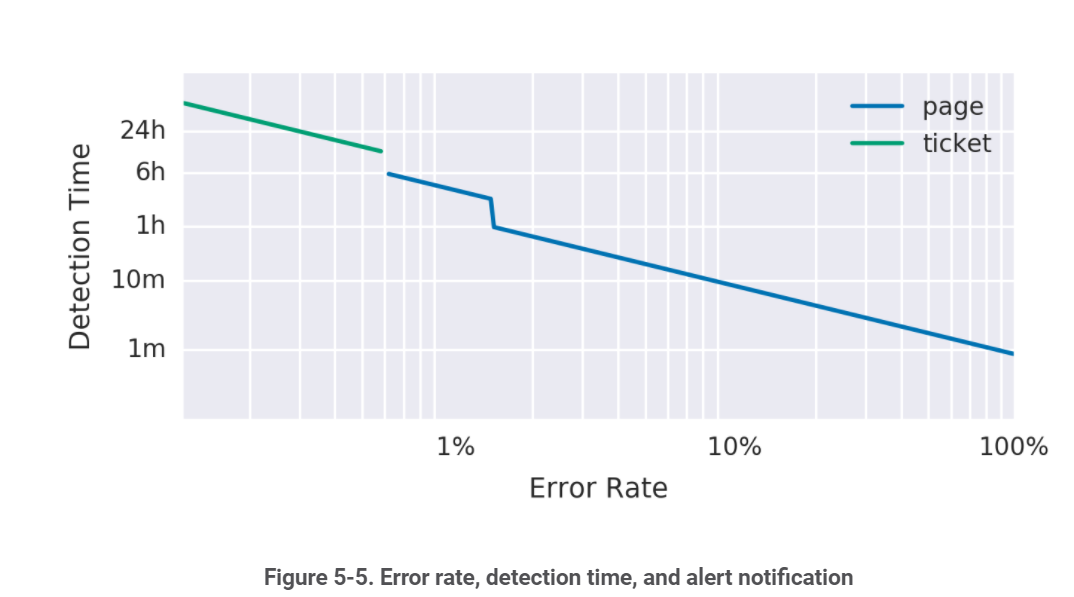 page
ticket
24h
6h
1h
10m
1m
Detection Time
1%
10%
100%
Error Rate
Figure 5-5. Error rate, detection time, and alert notification